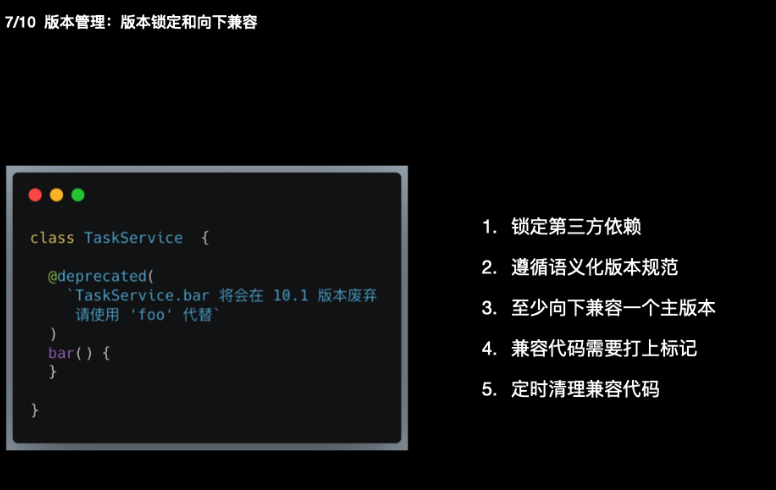 7/10 版本管理：版本锁定和向下兼容
class TaskService {
@deprecated(
`TaskService.bar 将会在 10.1 版本废弃
请使用 'foo' 代替`
)
bar() {
}
}
1. 锁定第三方依赖
2. 遵循语义化版本规范
3. 至少向下兼容一个主版本
4. 兼容代码需要打上标记
5. 定时清理兼容代码